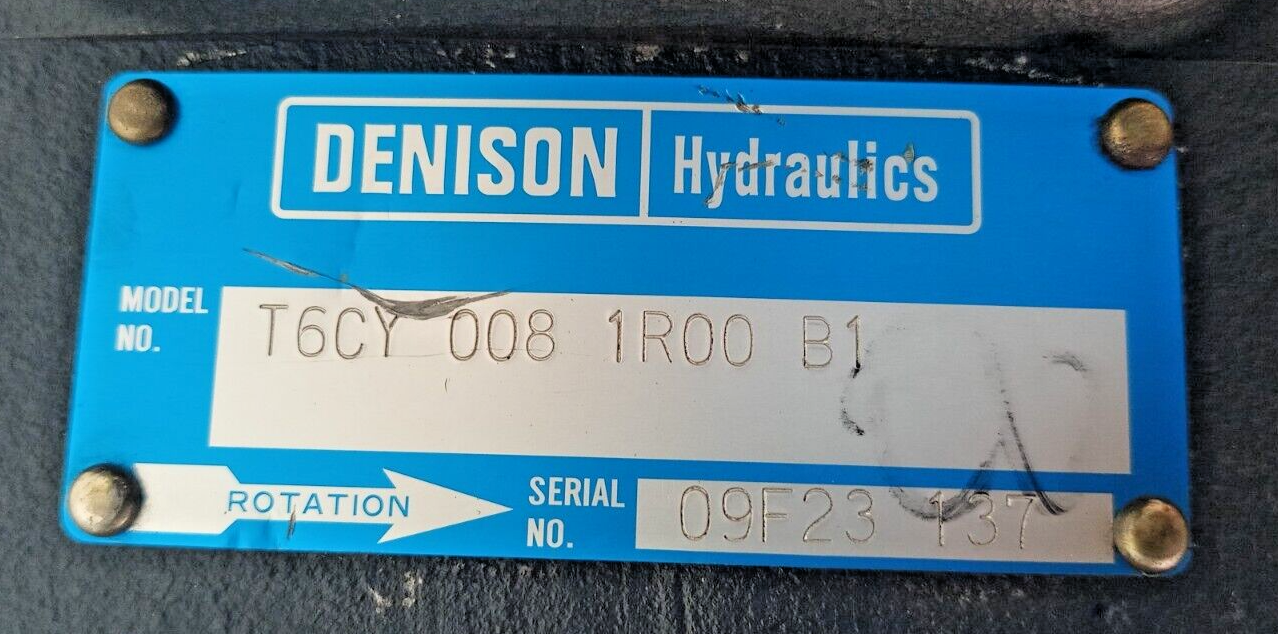 DENISON Hydraulics
MODEL NO. T6CY 008 1R00 B1
ROTATION
SERIAL NO. 09F23 137